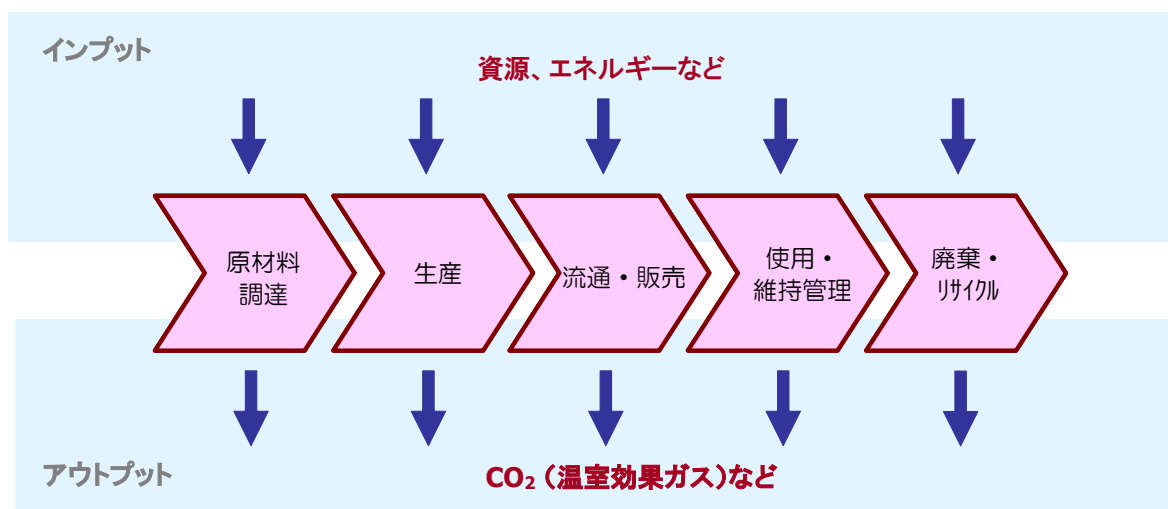 インプット
資源、エネルギーなど
原材料
調達
生産
流通・販売
使用・
維持管理
廃棄・
ﾘｻｲｸﾙ
アウトプット
CO₂（温室効果ガス）など